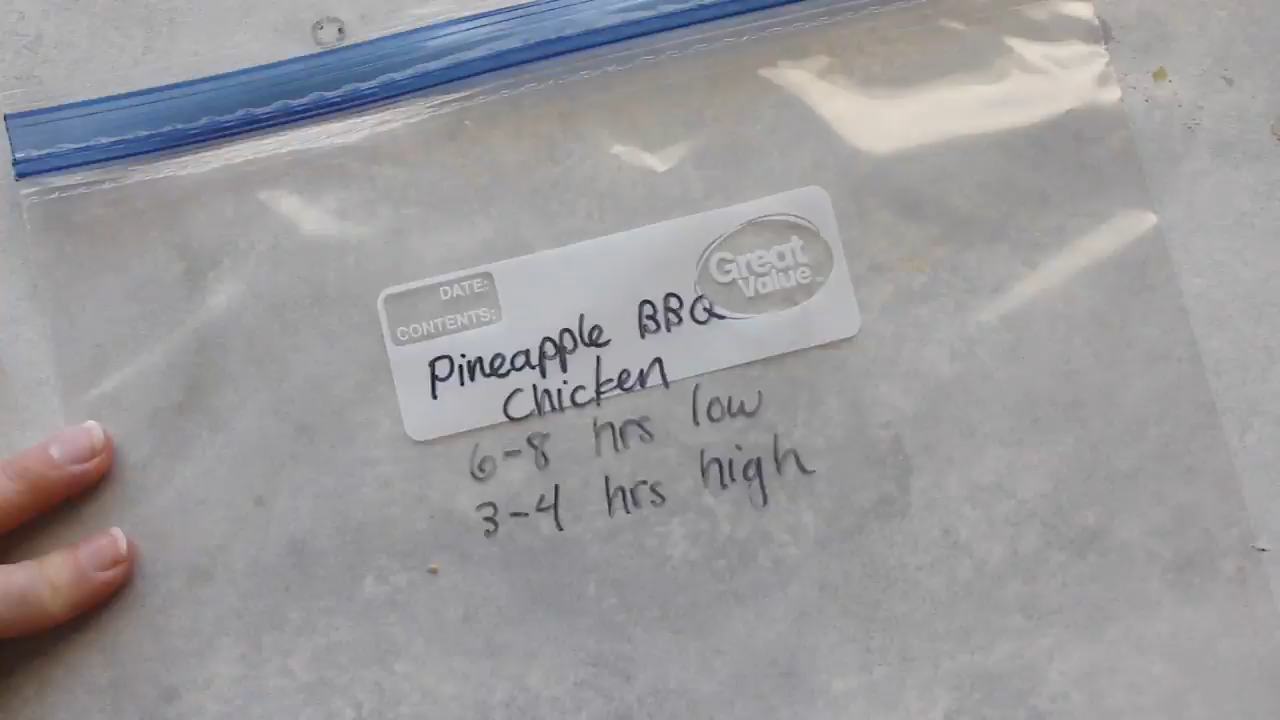 Great
Value
DATE:
CONTENTS:
Pineapple BBQ
Chicken
6-8 hrs low
3-4 hrs high